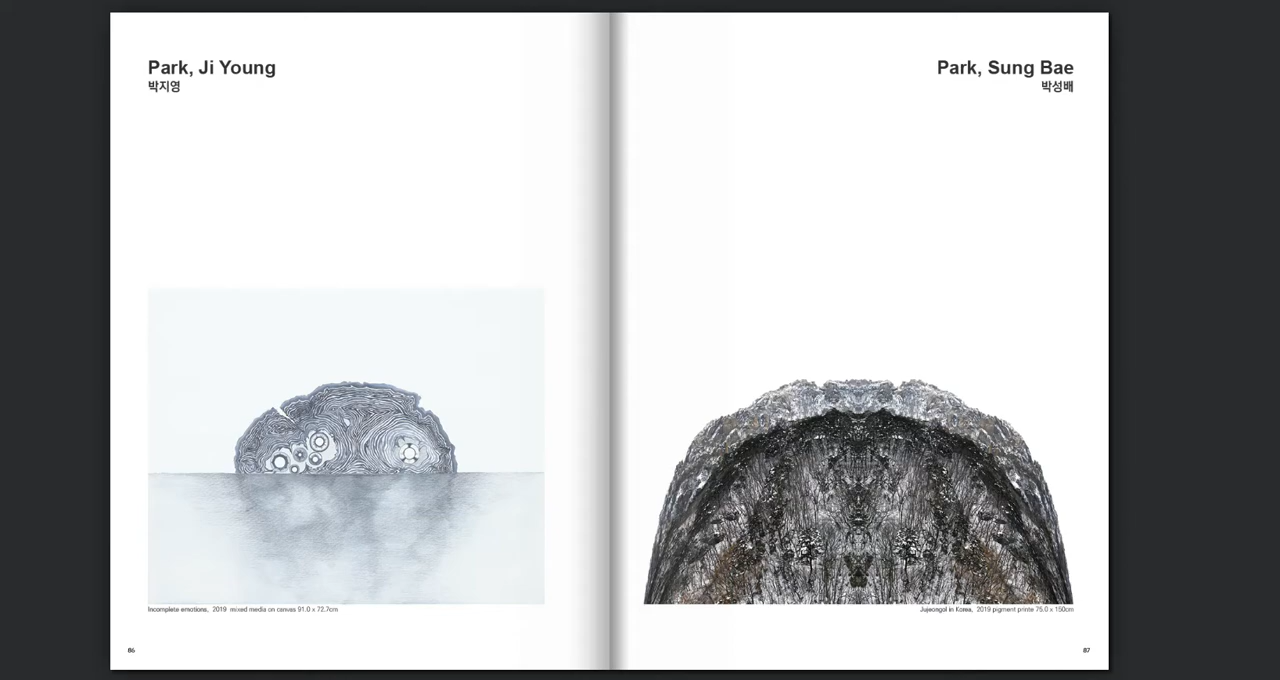 Park, Ji Young
박지영
Incomplete emotions, 2019 mixed media on canvas 91.0 x 72.7cm
86
Park, Sung Bae
박성배
Jujeongol in Korea, 2019 pigment printe 75.0 x 150cm
87